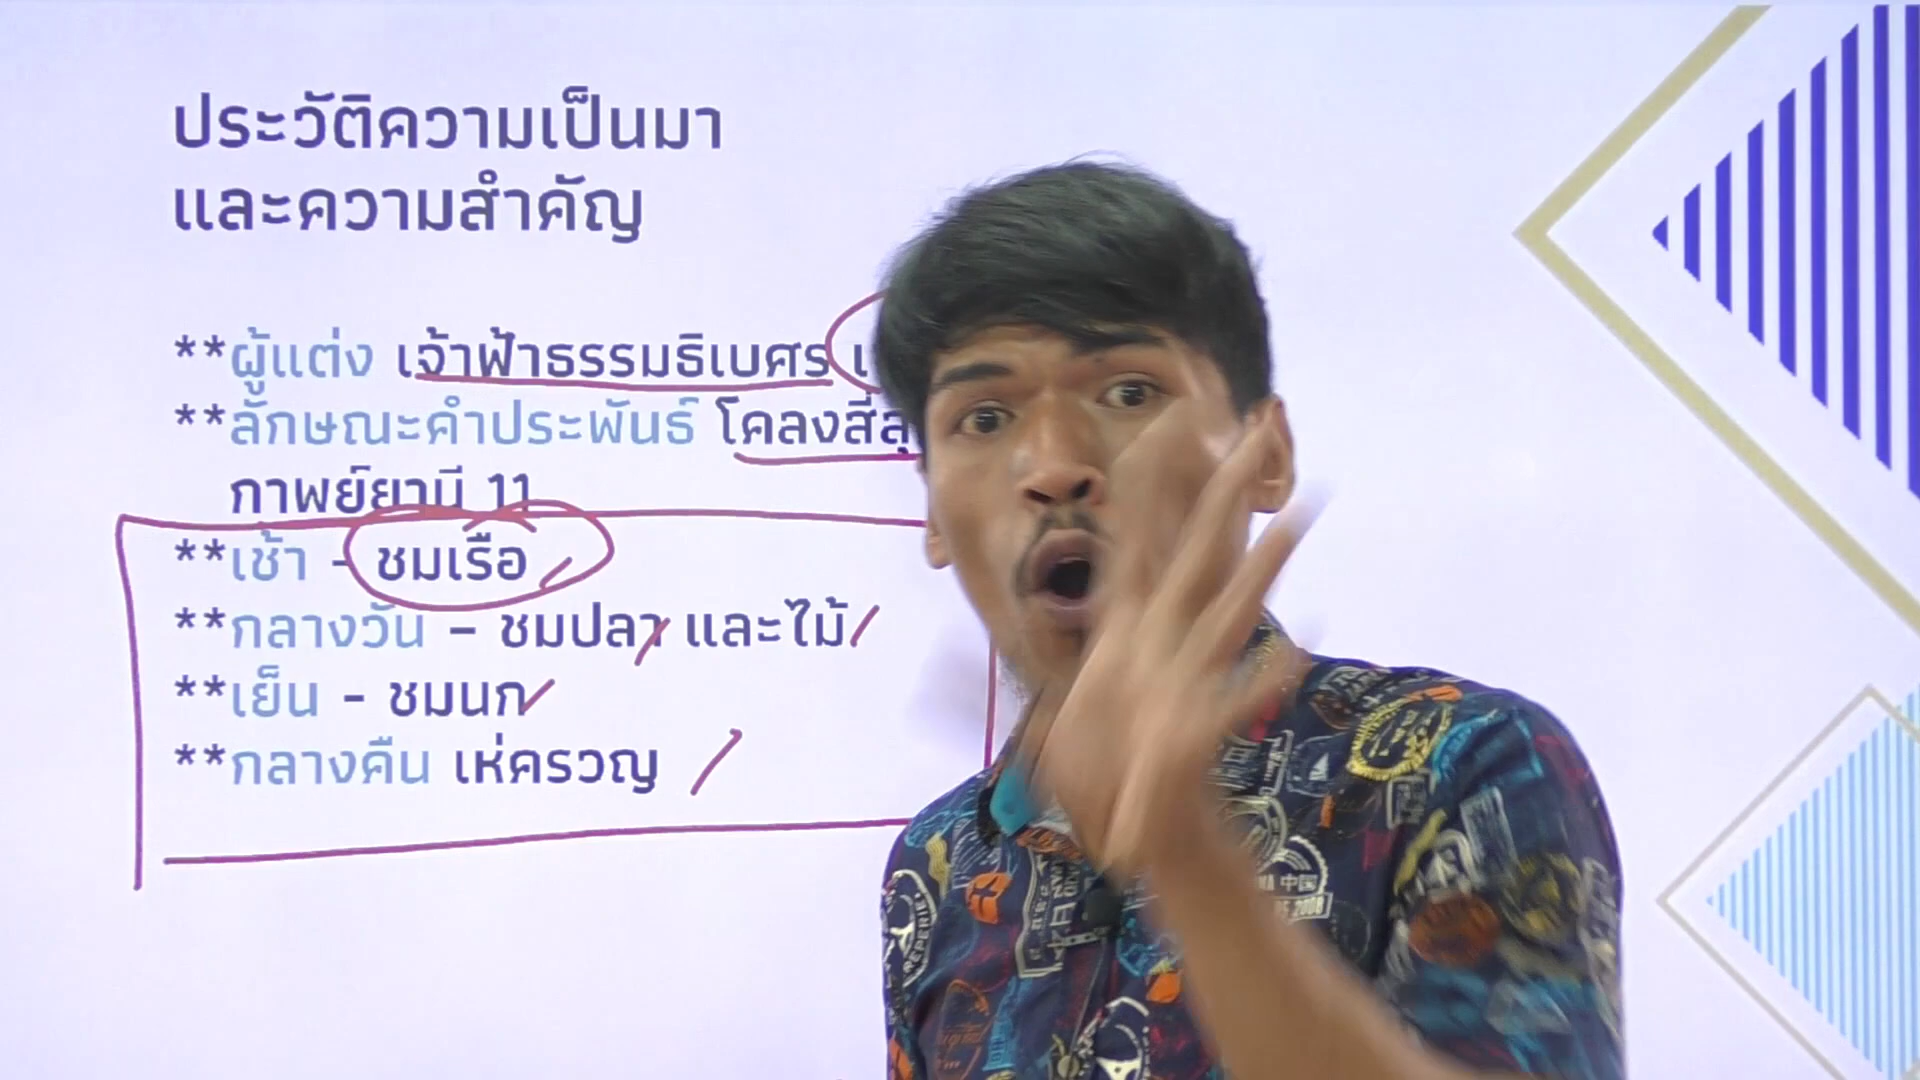 ประวัติความเป็นมา
และความสำคัญ
**ผู้แต่ง เจ้าฟ้าธรรมธิเบศร
**ลักษณะคำประพันธ์ โคลงสี่สุ
กาพย์ยานี 11
**เช้า - ชมเรือ
**กลางวัน – ชมปลา และไม้
**เย็น - ชมนก
**กลางคืน เห่ครวญ
中国
2008